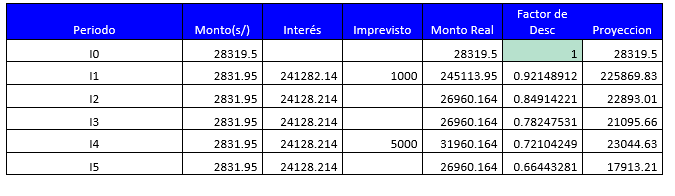 Periodo Monto(s/) Interés Imprevisto Monto Real Factor de Desc Proyeccion
I0 28319.5 28319.5 1 28319.5
I1 2831.95 241282.14 1000 245113.95 0.92148912 225869.83
I2 2831.95 24128.214 26960.164 0.84914221 22893.01
I3 2831.95 24128.214 26960.164 0.78247531 21095.66
I4 2831.95 24128.214 5000 31960.164 0.72104249 23044.63
I5 2831.95 24128.214 26960.164 0.66443281 17913.21